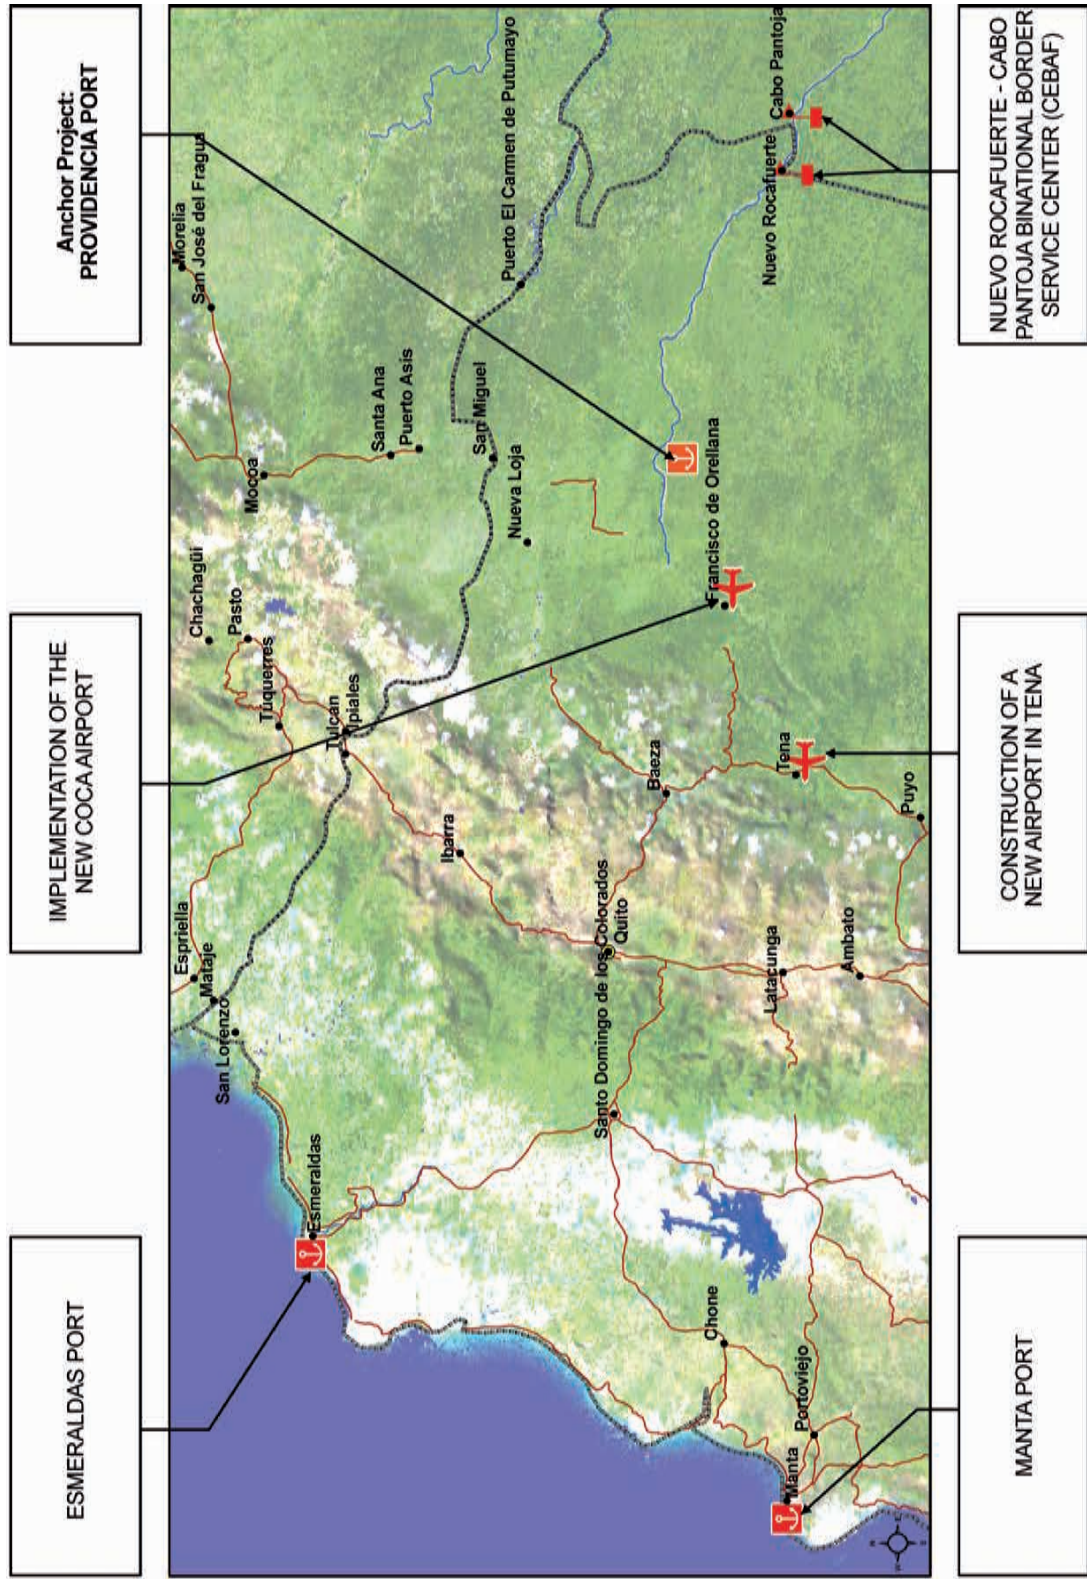 ESMERALDAS PORT
IMPLEMENTATION OF THE
NEW COCA AIRPORT
Anchor Project:
PROVIDENCIA PORT
Morelia
San José del Fragua
Espriella
Mataje
San Lorenzo
Chachagüi
Pasto
Tuquerres
Mocoa
Esmeraldas
Tulcan
Ipiales
Santa Ana
Puerto Asis
Ibarra
San Miguel
Nueva Loja
Puerto El Carmen de Putumayo
Santo Domingo de los Colorados
Quito
Baeza
Francisco de Orellana
Chone
Nuevo Rocafuerte
Cabo Pantoja
Manta
Portoviejo
Latacunga
Tena
Ambato
Puyo
MANTA PORT
CONSTRUCTION OF A
NEW AIRPORT IN TENA
NUEVO ROCAFUERTE - CABO
PANTOJA BINATIONAL BORDER
SERVICE CENTER (CEBAF)